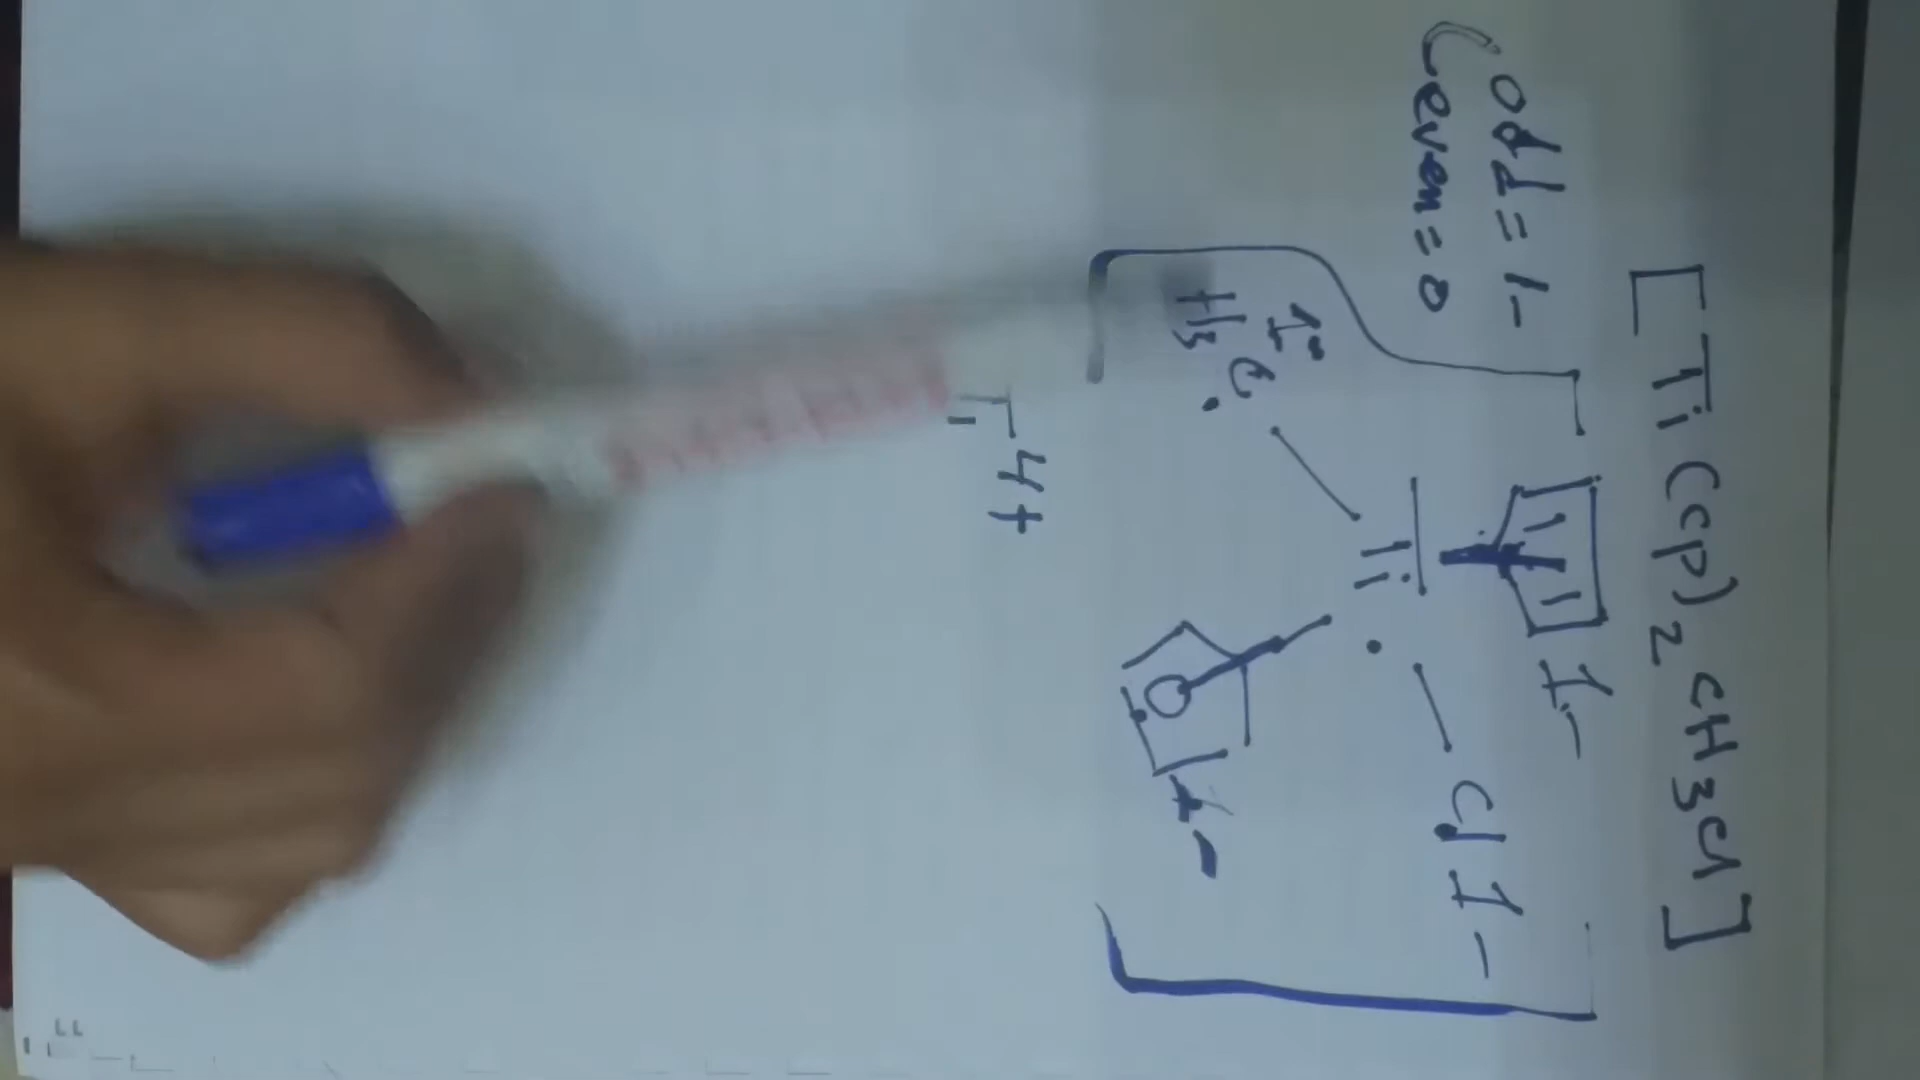 [Ti(cp)2CH3Cl]
odd = 1-
even = 0
1-
1-
H3C
Ti
Cl 1-
1-
Ti 4+